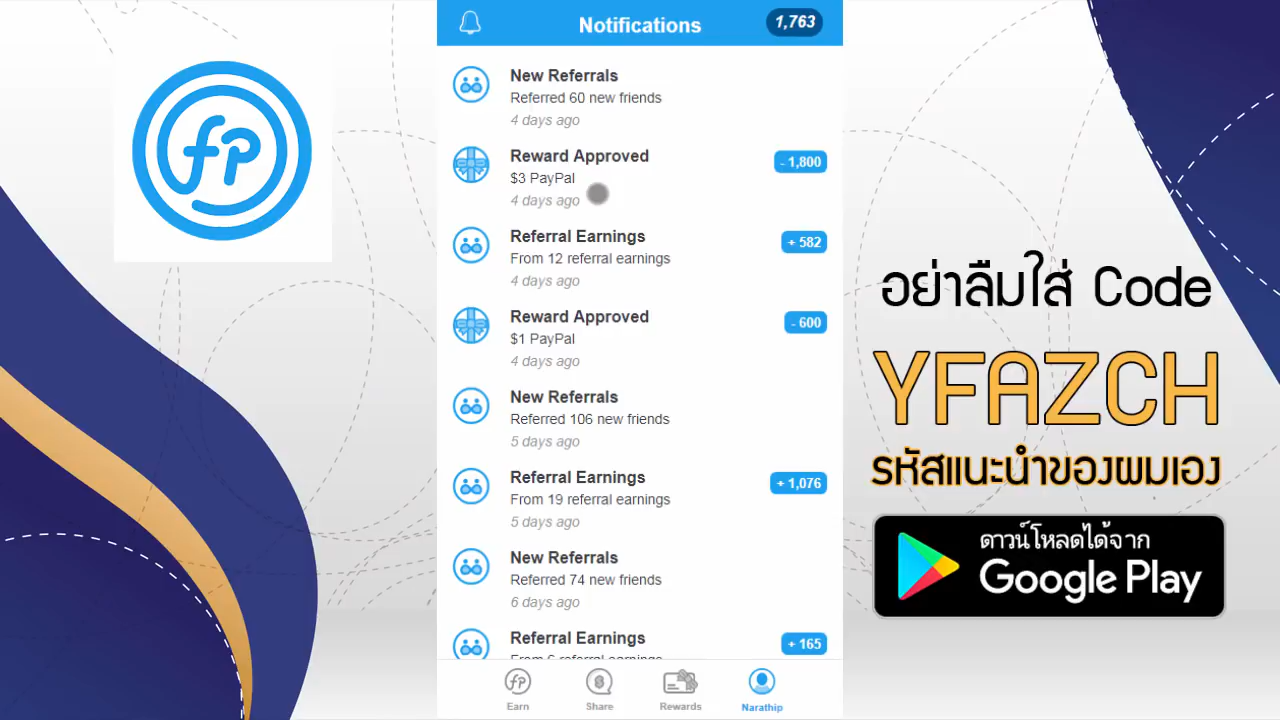 fp
Notifications
1,763
New Referrals
Referred 60 new friends
4 days ago
Reward Approved
- 1,800
$3 PayPal
4 days ago
Referral Earnings
+ 582
From 12 referral earnings
4 days ago
Reward Approved
- 600
$1 PayPal
4 days ago
New Referrals
Referred 106 new friends
5 days ago
Referral Earnings
+ 1,076
From 19 referral earnings
5 days ago
New Referrals
Referred 74 new friends
6 days ago
Referral Earnings
+ 165
From 6 referral earnings
fp
Earn
Share
Rewards
Narathip
อย่าลืมใส่ Code
YFAZCH
รหัสแนะนำของผมเอง
ดาวน์โหลดได้จาก
Google Play